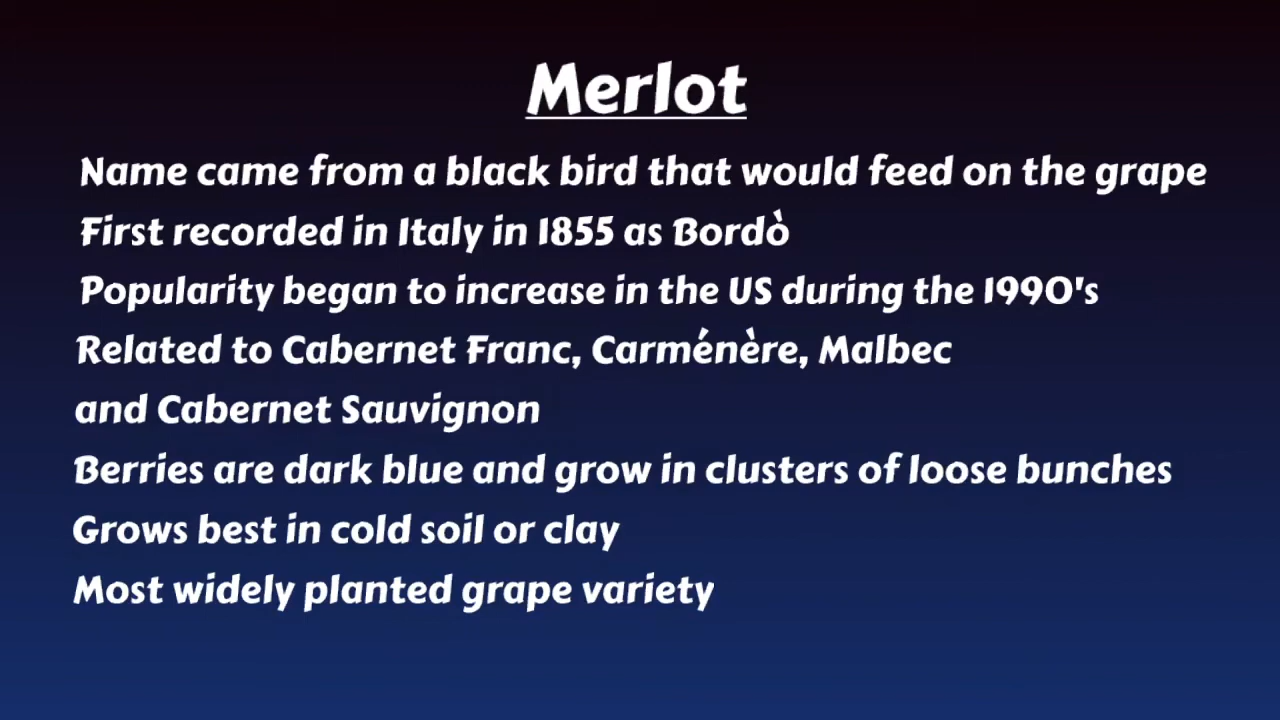 Merlot
Name came from a black bird that would feed on the grape
First recorded in Italy in 1855 as Bordò
Popularity began to increase in the US during the 1990's
Related to Cabernet Franc, Carménère, Malbec
and Cabernet Sauvignon
Berries are dark blue and grow in clusters of loose bunches
Grows best in cold soil or clay
Most widely planted grape variety